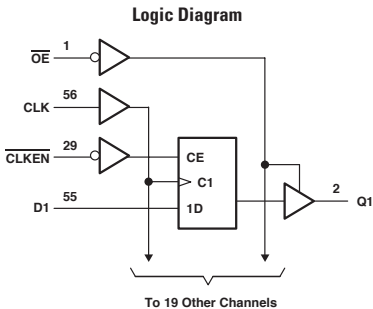 Logic Diagram
OE 1
CLK 56
CLKEN 29
CE
C1
D1 55 1D
2 Q1
To 19 Other Channels